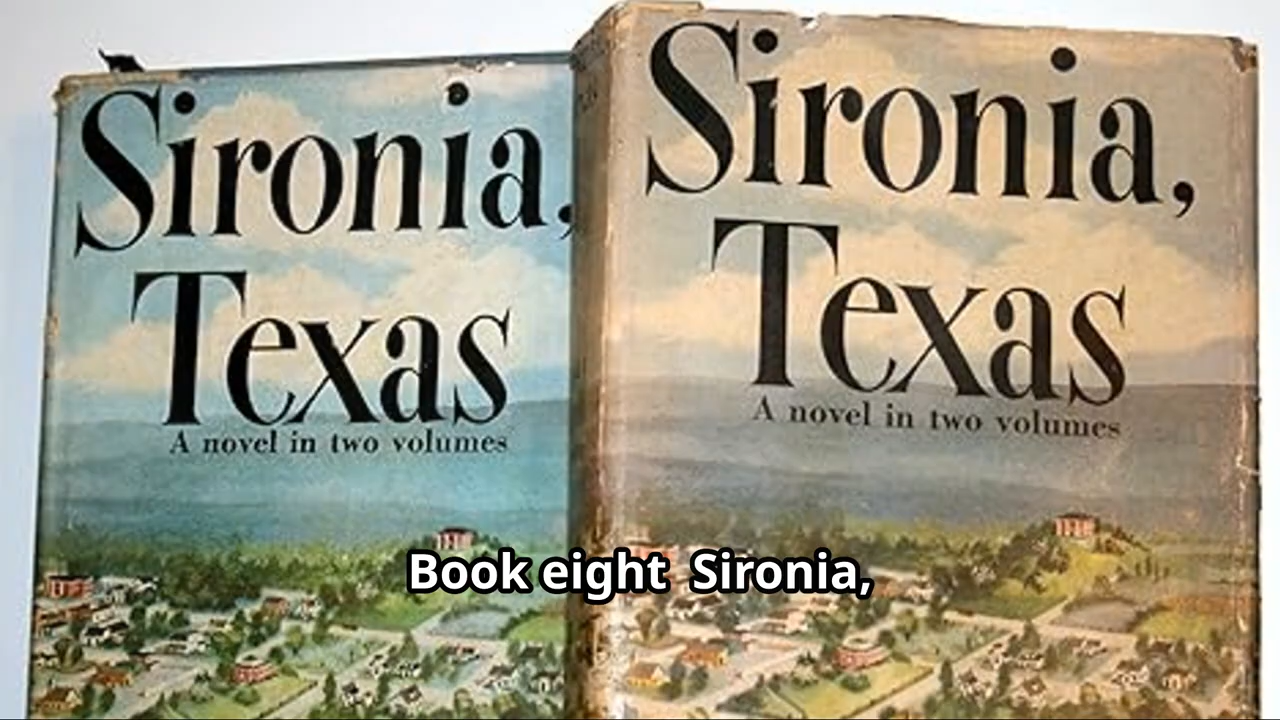 Sironia,
Texas
A novel in two volumes
Sironia,
Texas
A novel in two volumes
Book eight Sironia,